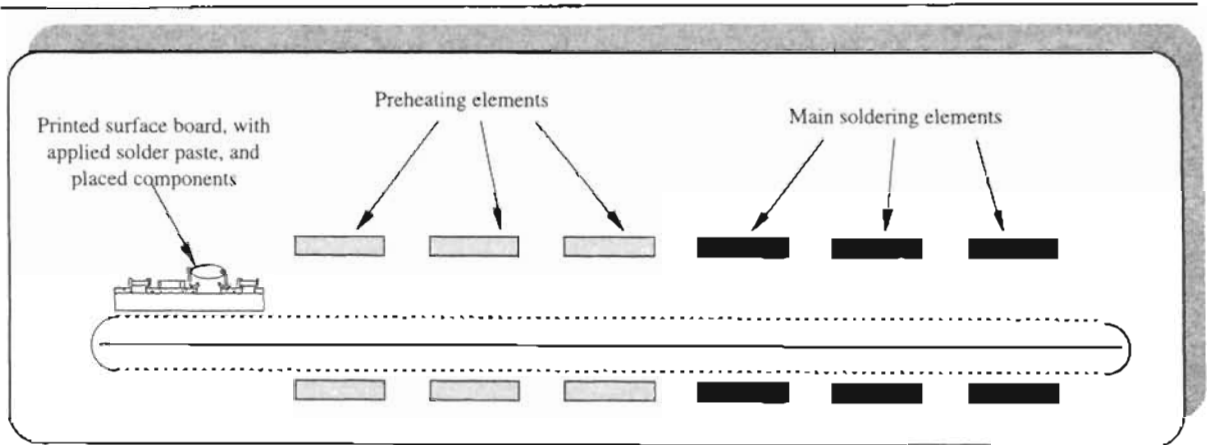 Preheating elements
Main soldering elements
Printed surface board, with
applied solder paste, and
placed components